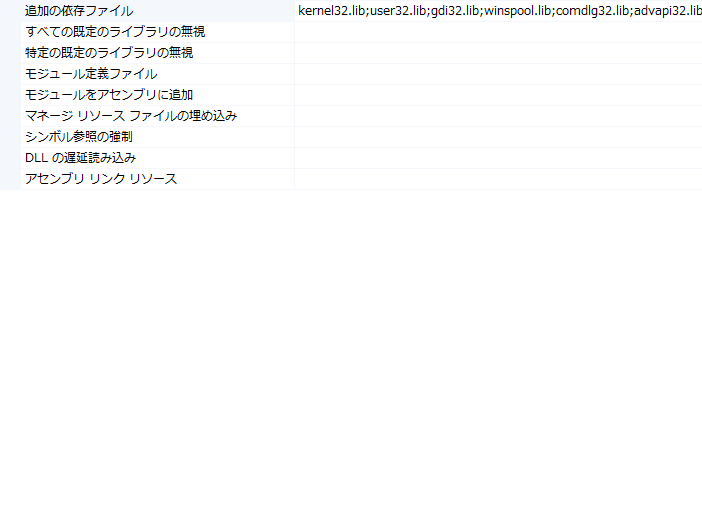 追加の依存ファイル kernel32.lib;user32.lib;gdi32.lib;winspool.lib;comdlg32.lib;advapi32.lib
すべての既定のライブラリの無視
特定の既定のライブラリの無視
モジュール定義ファイル
モジュールをアセンブリに追加
マネージ リソース ファイルの埋め込み
シンボル参照の強制
DLL の遅延読み込み
アセンブリ リンク リソース